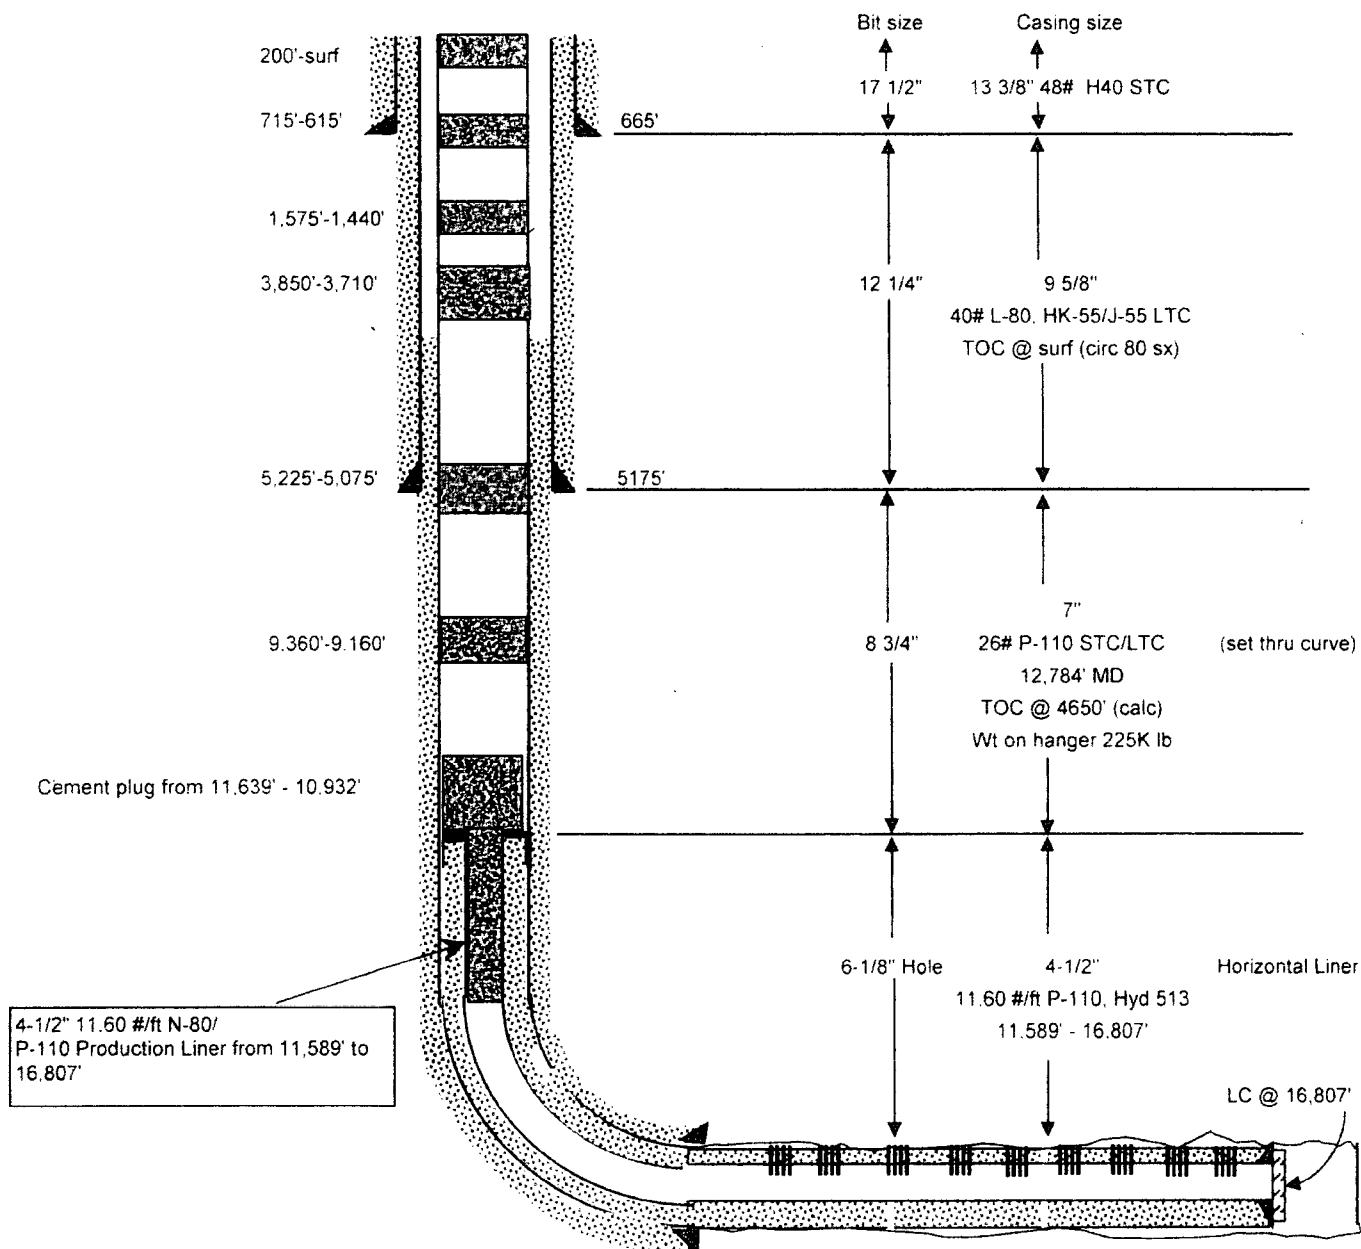 Bit size Casing size
200'-surf
17 1/2" 13 3/8" 48# H40 STC
715'-615' 665'
1,575'-1,440'
3,850'-3,710' 12 1/4" 9 5/8"
40# L-80, HK-55/J-55 LTC
TOC @ surf (circ 80 sx)
5,225'-5,075' 5175'
7"
9.360'-9.160' 8 3/4" 26# P-110 STC/LTC (set thru curve)
12,784' MD
TOC @ 4650' (calc)
Wt on hanger 225K lb
Cement plug from 11,639' - 10.932'
6-1/8" Hole 4-1/2" Horizontal Liner
11.60 #/ft P-110, Hyd 513
11.589' - 16.807'
4-1/2" 11.60 #/ft N-80/
P-110 Production Liner from 11,589' to
16,807'
LC @ 16,807'